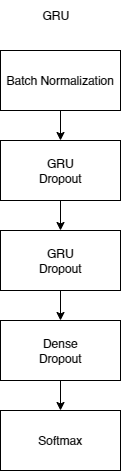 GRU
Batch Normalization
GRU
Dropout
GRU
Dropout
Dense
Dropout
Softmax